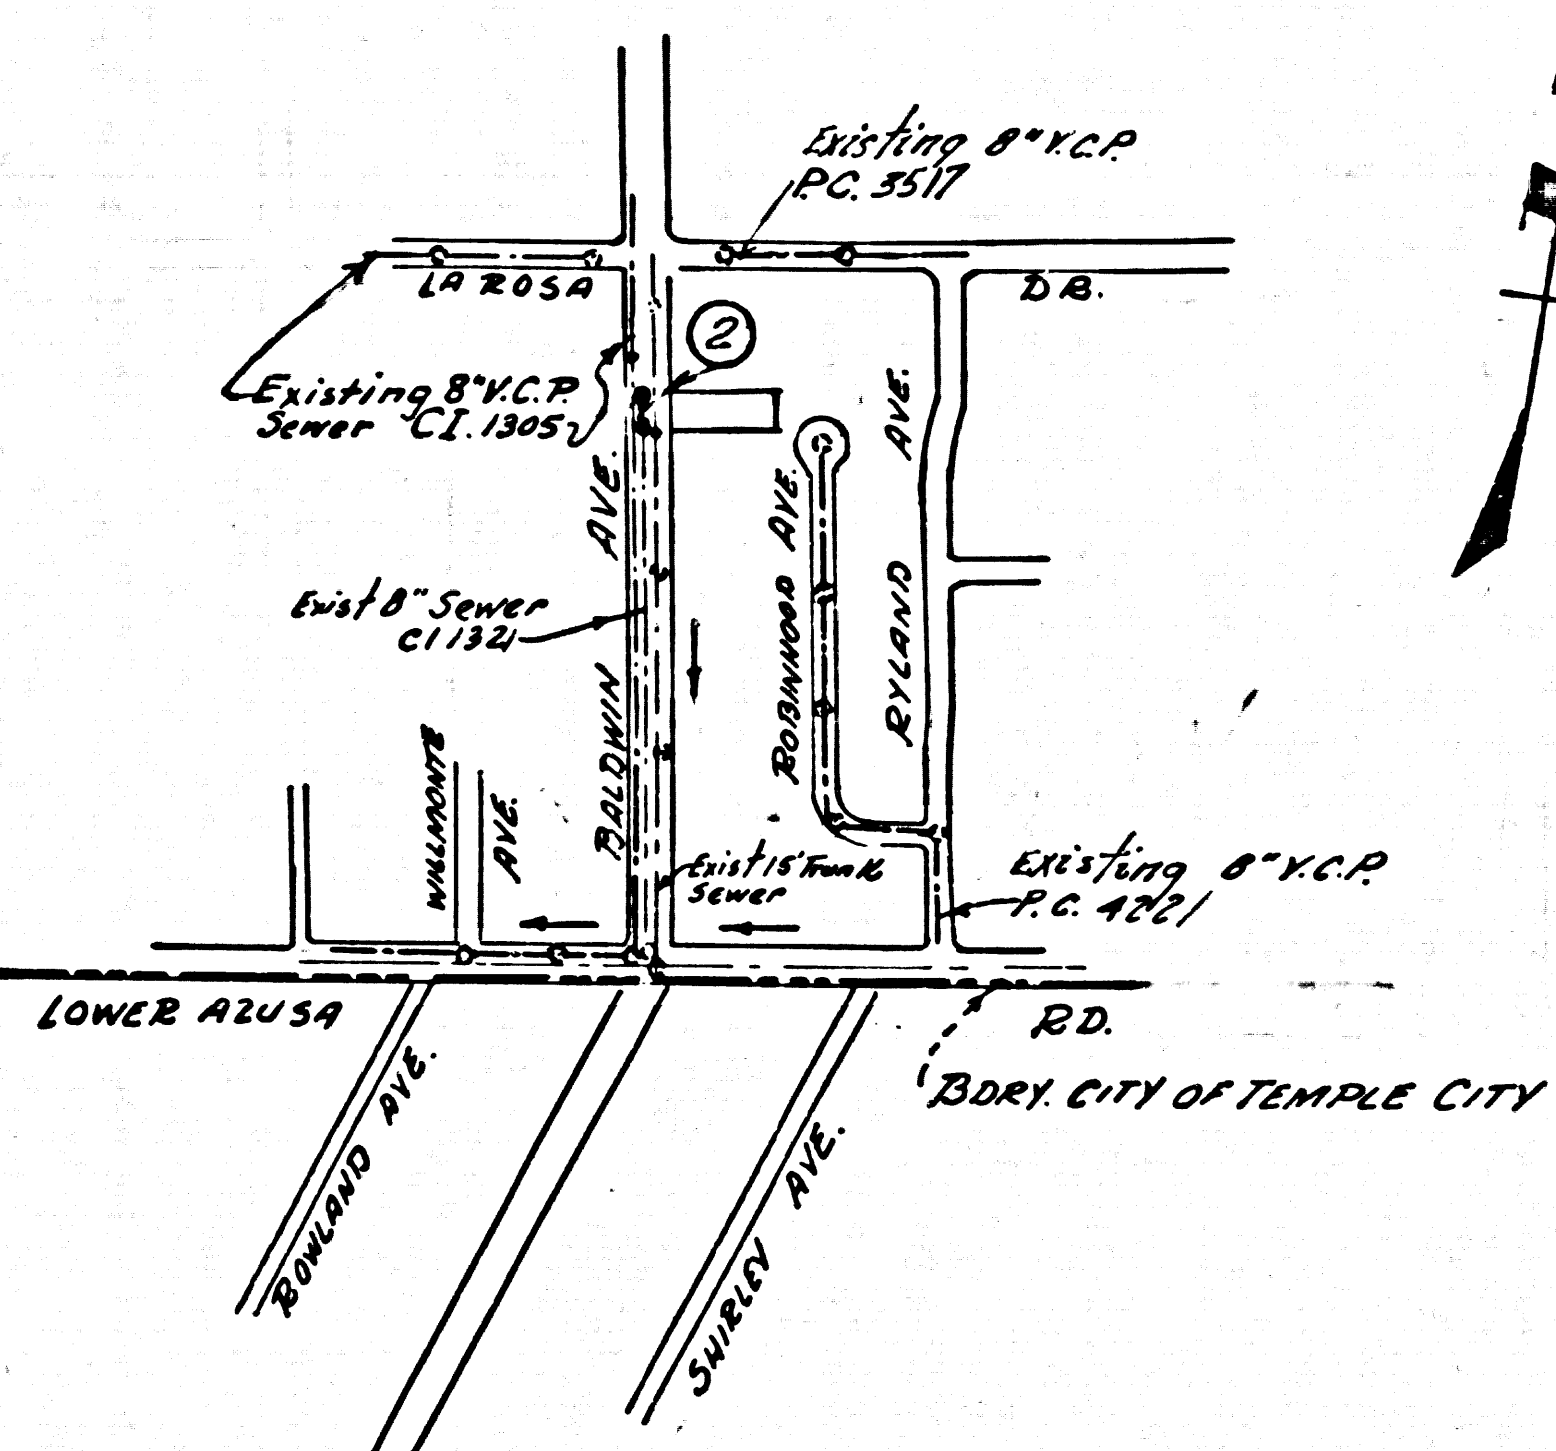 Existing 8" V.C.P.
P.C. 3517
LA ROSA
DR.
2
Existing 8" V.C.P.
Sewer C.I. 1305
AVE.
AVE.
ROBINHOOD AVE.
RYLAND
Exist 8" Sewer
CI 1321
BALDWIN
WILLMONTE
AVE.
Exist 15" Trunk
Sewer
Existing 8" V.C.P.
P.C. 4221
LOWER AZUSA
RD.
BDRY. CITY OF TEMPLE CITY
ROWLAND AVE.
SHIRLEY AVE.